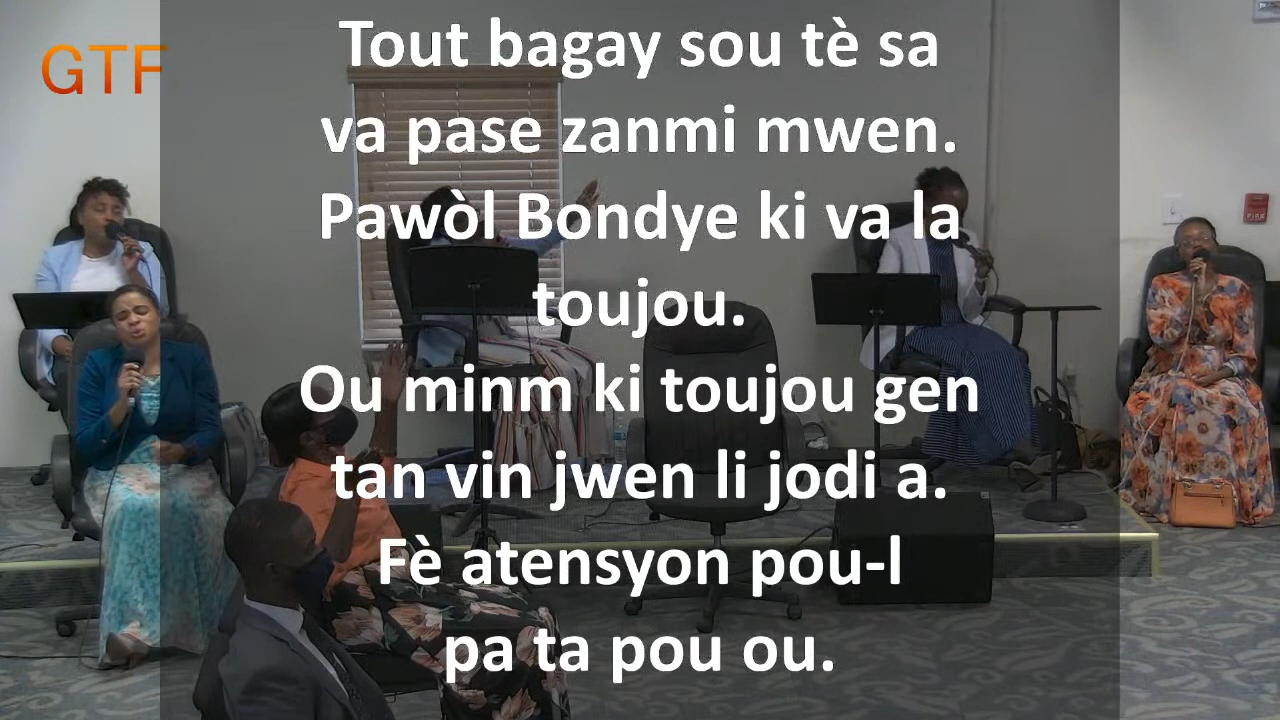 GTF
Tout bagay sou tè sa
va pase zanmi mwen.
Pawòl Bondye ki va la
toujou.
Ou minm ki toujou gen
tan vin jwen li jodi a.
Fè atensyon pou-l
pa ta pou ou.
FIRE